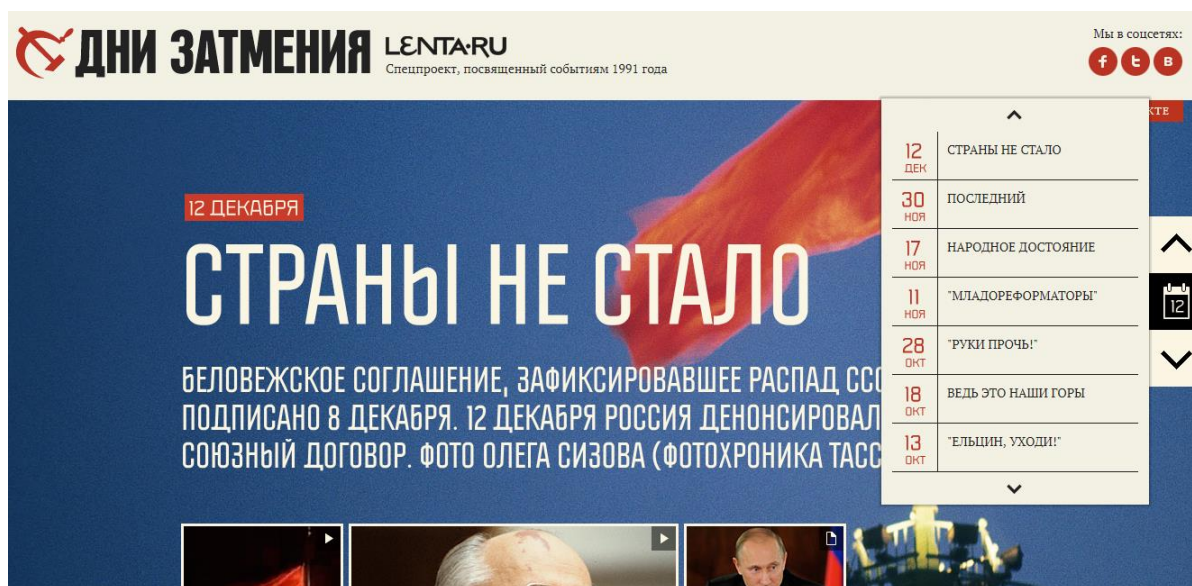 ДНИ ЗАТМЕНИЯ
LENTA.RU
Спецпроект, посвященный событиям 1991 года
Мы в соцсетях:
f t в
12 ДЕКАБРЯ
СТРАНЫ НЕ СТАЛО
БЕЛОВЕЖСКОЕ СОГЛАШЕНИЕ, ЗАФИКСИРОВАВШЕЕ РАСПАД ССС
ПОДПИСАНО 8 ДЕКАБРЯ. 12 ДЕКАБРЯ РОССИЯ ДЕНОНСИРОВАЛ
СОЮЗНЫЙ ДОГОВОР. ФОТО ОЛЕГА СИЗОВА (ФОТОХРОНИКА ТАСС
КТЕ
12 ДЕК СТРАНЫ НЕ СТАЛО
30 НОЯ ПОСЛЕДНИЙ
17 НОЯ НАРОДНОЕ ДОСТОЯНИЕ
11 НОЯ "МЛАДОРЕФОРМАТОРЫ"
28 ОКТ "РУКИ ПРОЧЬ!"
18 ОКТ ВЕДЬ ЭТО НАШИ ГОРЫ
13 ОКТ "ЕЛЬЦИН, УХОДИ!"
12